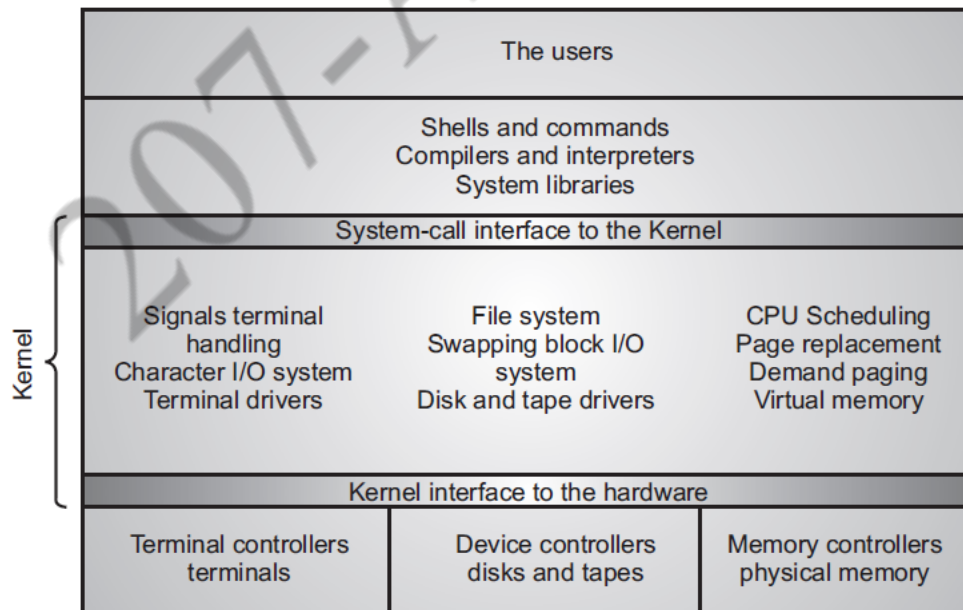 The users
Shells and commands
Compilers and interpreters
System libraries
System-call interface to the Kernel
Kernel
Signals terminal
handling
Character I/O system
Terminal drivers
File system
Swapping block I/O
system
Disk and tape drivers
CPU Scheduling
Page replacement
Demand paging
Virtual memory
Kernel interface to the hardware
Terminal controllers
terminals
Device controllers
disks and tapes
Memory controllers
physical memory
207-